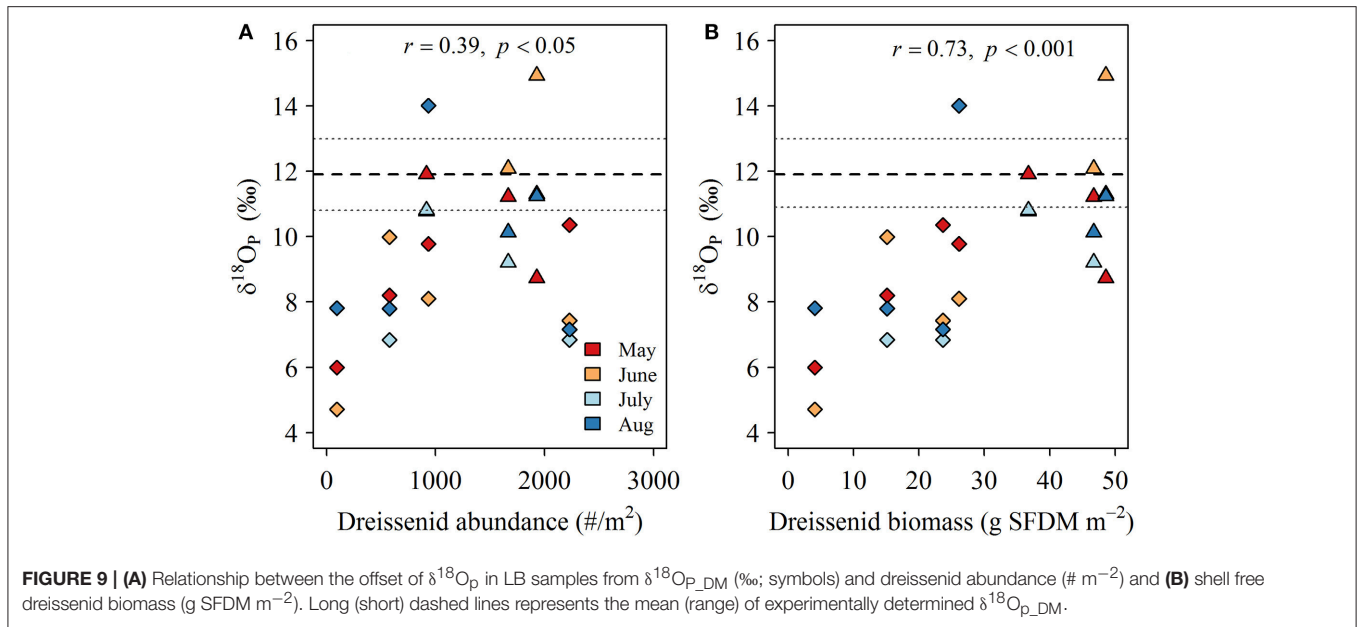 A
r = 0.39, p < 0.05
16
14
12
10
8
6
4
δ¹⁸Oₚ (‰)
May
June
July
Aug
0 1000 2000 3000
Dreissenid abundance (#/m²)
B
r = 0.73, p < 0.001
16
14
12
10
8
6
4
δ¹⁸Oₚ (‰)
0 10 20 30 40 50
Dreissenid biomass (g SFDM m⁻²)
FIGURE 9 | (A) Relationship between the offset of δ¹⁸Oₚ in LB samples from δ¹⁸O_P_DM (‰; symbols) and dreissenid abundance (# m⁻²) and (B) shell free
dreissenid biomass (g SFDM m⁻²). Long (short) dashed lines represents the mean (range) of experimentally determined δ¹⁸O_p_DM.